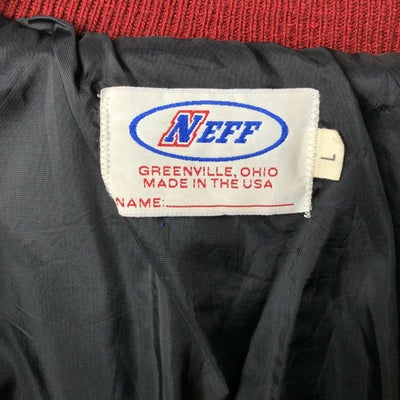 NEFF
GREENVILLE, OHIO
MADE IN THE USA
NAME:
L